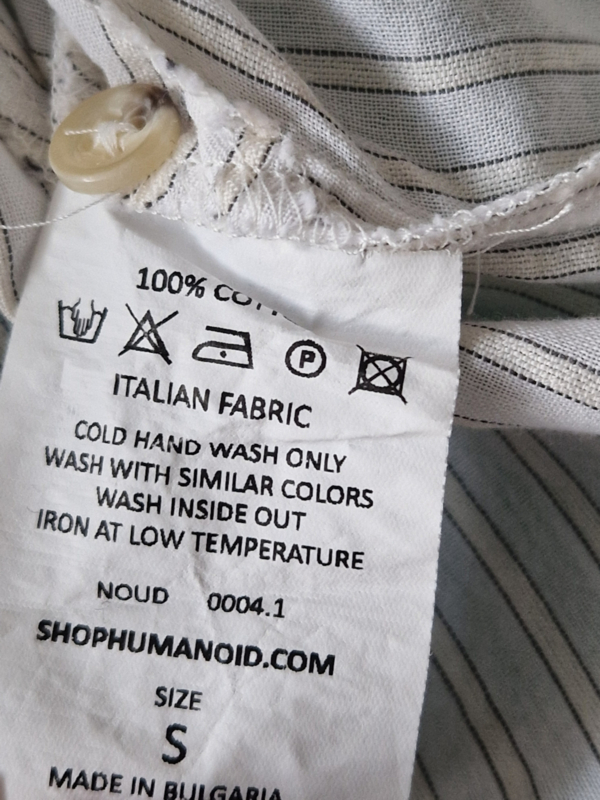 100%
P
ITALIAN FABRIC
COLD HAND WASH ONLY
WASH WITH SIMILAR COLORS
WASH INSIDE OUT
IRON AT LOW TEMPERATURE
NOUD 0004.1
SHOPHUMANOID.COM
SIZE
S
MADE IN BULGARIA